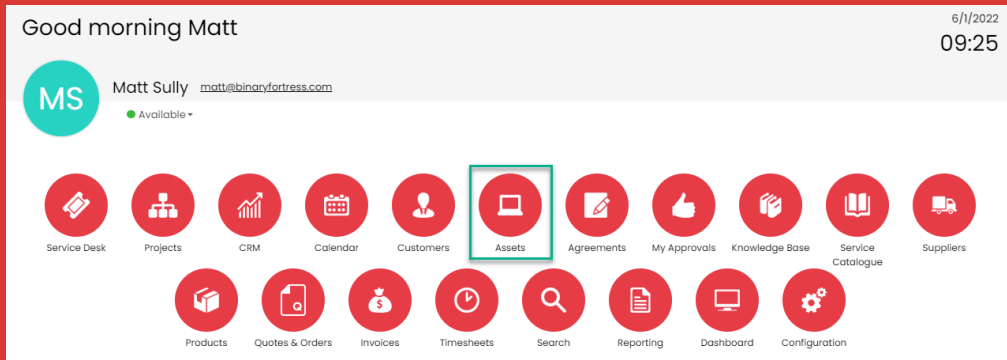 Good morning Matt
6/1/2022
09:25
MS
Matt Sully matt@binaryfortress.com
Available
Service Desk Projects CRM Calendar Customers Assets Agreements My Approvals Knowledge Base Service Catalogue Suppliers
Q
$
Products Quotes & Orders Invoices Timesheets Search Reporting Dashboard Configuration